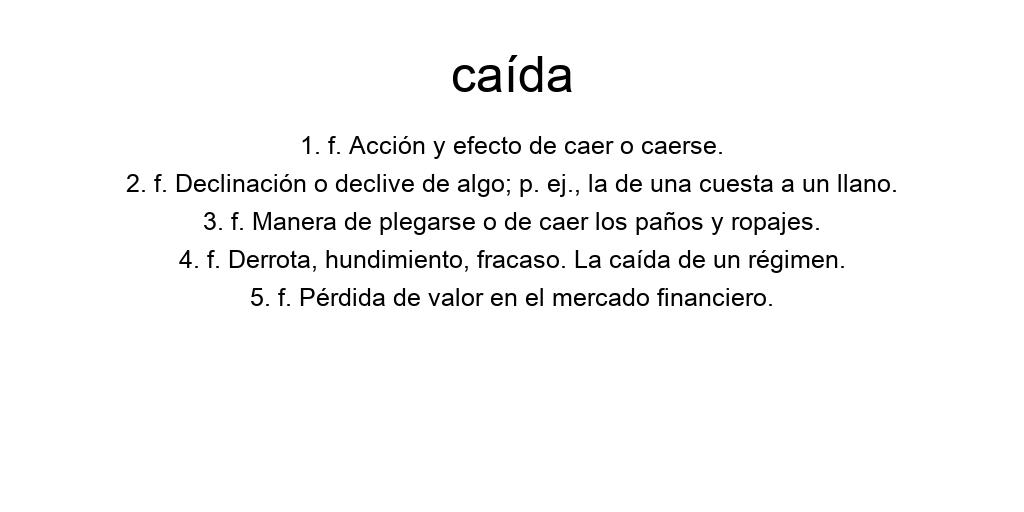 caída
1. f. Acción y efecto de caer o caerse.
2. f. Declinación o declive de algo; p. ej., la de una cuesta a un llano.
3. f. Manera de plegarse o de caer los paños y ropajes.
4. f. Derrota, hundimiento, fracaso. La caída de un régimen.
5. f. Pérdida de valor en el mercado financiero.